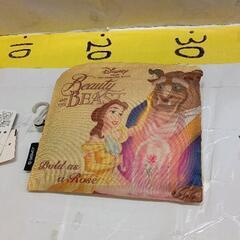 10
20
30
Disney
Beauty
AND THE
BEAST
Bold as
a Rose